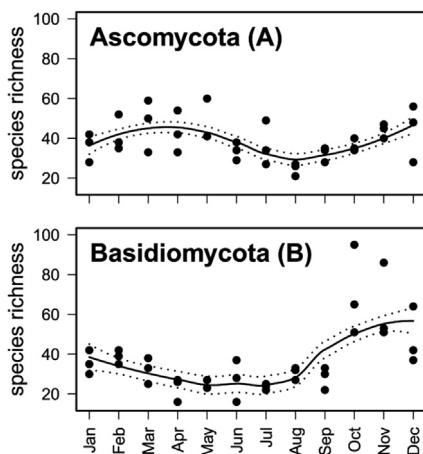 Ascomycota (A)
species richness
100
80
60
40
20
Basidiomycota (B)
species richness
100
80
60
40
20
Jan
Feb
Mar
Apr
May
Jun
Jul
Aug
Sep
Oct
Nov
Dec